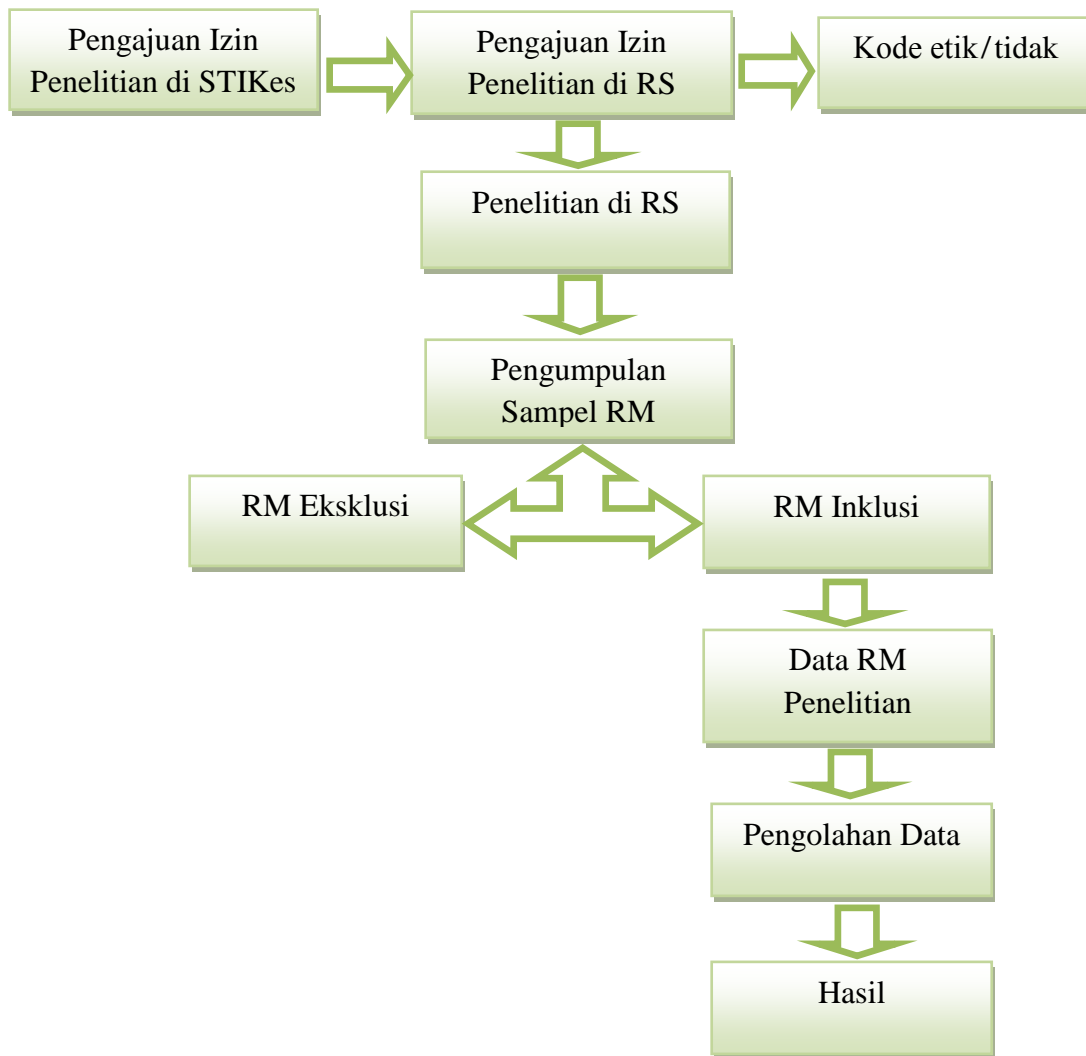 Pengajuan Izin
Penelitian di STIKes
Pengajuan Izin
Penelitian di RS
Kode etik/tidak
Penelitian di RS
Pengumpulan
Sampel RM
RM Eksklusi
RM Inklusi
Data RM
Penelitian
Pengolahan Data
Hasil